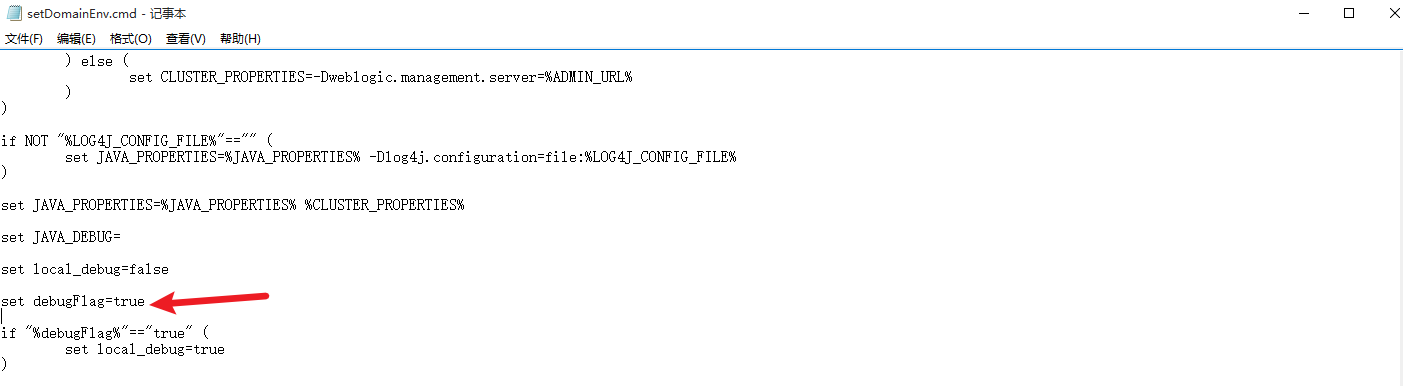 setDomainEnv.cmd - 记事本
文件(F) 编辑(E) 格式(O) 查看(V) 帮助(H)
) else (
set CLUSTER_PROPERTIES=-Dweblogic.management.server=%ADMIN_URL%
)
)
if NOT "%LOG4J_CONFIG_FILE%"=="" (
set JAVA_PROPERTIES=%JAVA_PROPERTIES% -Dlog4j.configuration=file:%LOG4J_CONFIG_FILE%
)
set JAVA_PROPERTIES=%JAVA_PROPERTIES% %CLUSTER_PROPERTIES%
set JAVA_DEBUG=
set local_debug=false
set debugFlag=true
if "%debugFlag%"=="true" (
set local_debug=true
)